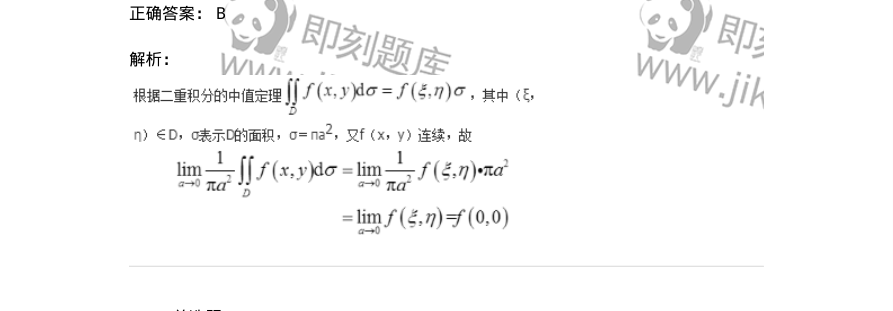 正确答案： B
即刻题库
即刻
www
www.jik
解析：
根据二重积分的中值定理∬_D f(x,y)dσ = f(ξ,η)σ，其中（ξ，
η）∈D，σ表示D的面积，σ=πa²，又f（x，y）连续，故
lim_{a→0} 1/(πa²) ∬_D f(x,y)dσ = lim_{a→0} 1/(πa²) f(ξ,η)•πa²
= lim_{a→0} f(ξ,η)=f(0,0)